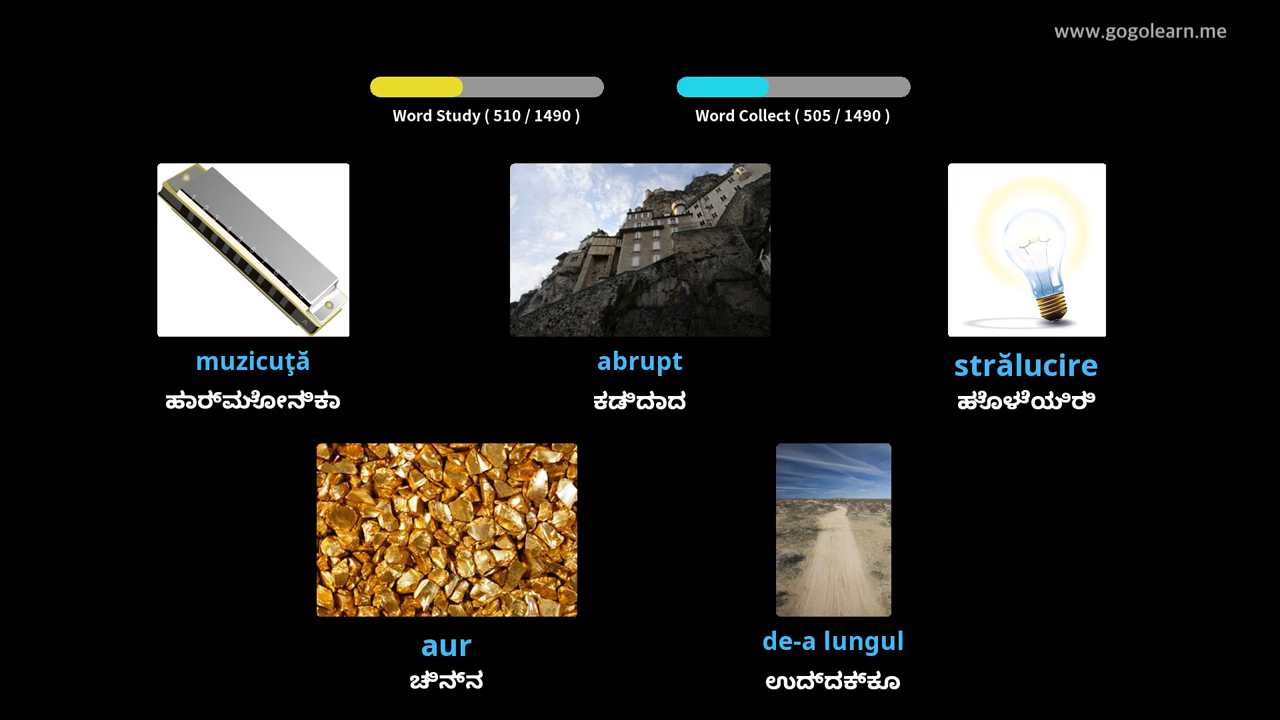 www.gogolearn.me
Word Study ( 510 / 1490 )
Word Collect ( 505 / 1490 )
muzicuţă
ಹಾರ್ಮೋನಿಕಾ
abrupt
ಕಡಿದಾದ
strălucire
ಹೊಳೆಯಿರಿ
aur
ಚಿನ್ನ
de-a lungul
ಉದ್ದಕ್ಕೂ